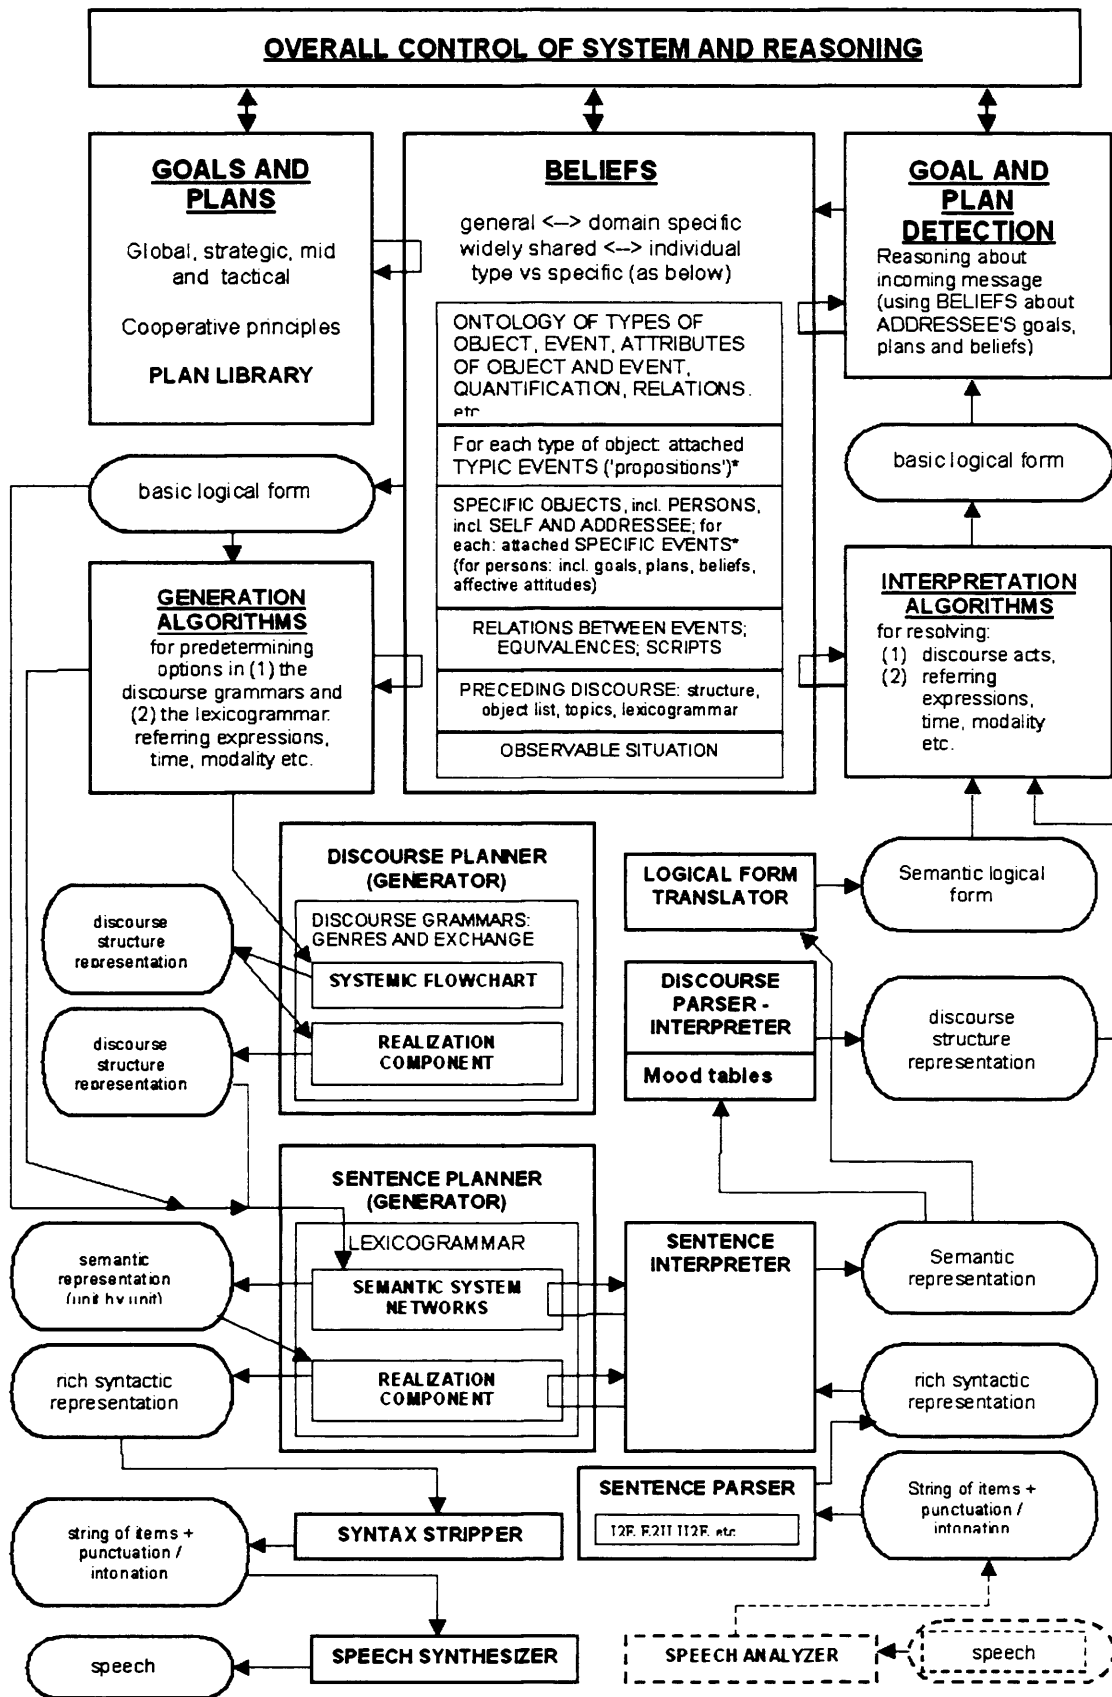 OVERALL CONTROL OF SYSTEM AND REASONING
GOALS AND
PLANS
Global, strategic, mid
and tactical
Cooperative principles
PLAN LIBRARY
BELIEFS
general <--> domain specific
widely shared <--> individual
type vs specific (as below)
ONTOLOGY OF TYPES OF
OBJECT, EVENT, ATTRIBUTES
OF OBJECT AND EVENT,
QUANTIFICATION, RELATIONS.
etc
For each type of object: attached
TYPIC EVENTS ('propositions')*
SPECIFIC OBJECTS, incl. PERSONS,
incl. SELF AND ADDRESSEE; for
each: attached SPECIFIC EVENTS*
(for persons: incl. goals, plans, beliefs,
affective attitudes)
RELATIONS BETWEEN EVENTS;
EQUIVALENCES; SCRIPTS
PRECEDING DISCOURSE: structure,
object list, topics, lexicogrammar
OBSERVABLE SITUATION
GOAL AND
PLAN
DETECTION
Reasoning about
incoming message
(using BELIEFS about
ADDRESSEE'S goals,
plans and beliefs)
basic logical form
basic logical form
GENERATION
ALGORITHMS
for predetermining
options in (1) the
discourse grammars and
(2) the lexicogrammar:
referring expressions,
time, modality etc.
INTERPRETATION
ALGORITHMS
for resolving:
(1) discourse acts,
(2) referring
expressions,
time, modality
etc.
DISCOURSE PLANNER
(GENERATOR)
DISCOURSE GRAMMARS:
GENRES AND EXCHANGE
SYSTEMIC FLOWCHART
REALIZATION
COMPONENT
discourse
structure
representation
discourse
structure
representation
LOGICAL FORM
TRANSLATOR
Semantic logical
form
DISCOURSE
PARSER -
INTERPRETER
Mood tables
discourse
structure
representation
SENTENCE PLANNER
(GENERATOR)
LEXICOGRAMMAR
SEMANTIC SYSTEM
NETWORKS
REALIZATION
COMPONENT
semantic
representation
(unit by unit)
rich syntactic
representation
SENTENCE
INTERPRETER
Semantic
representation
rich syntactic
representation
SENTENCE PARSER
String of items +
punctuation /
intonation
string of items +
punctuation /
intonation
SYNTAX STRIPPER
SPEECH SYNTHESIZER
speech
SPEECH ANALYZER
speech